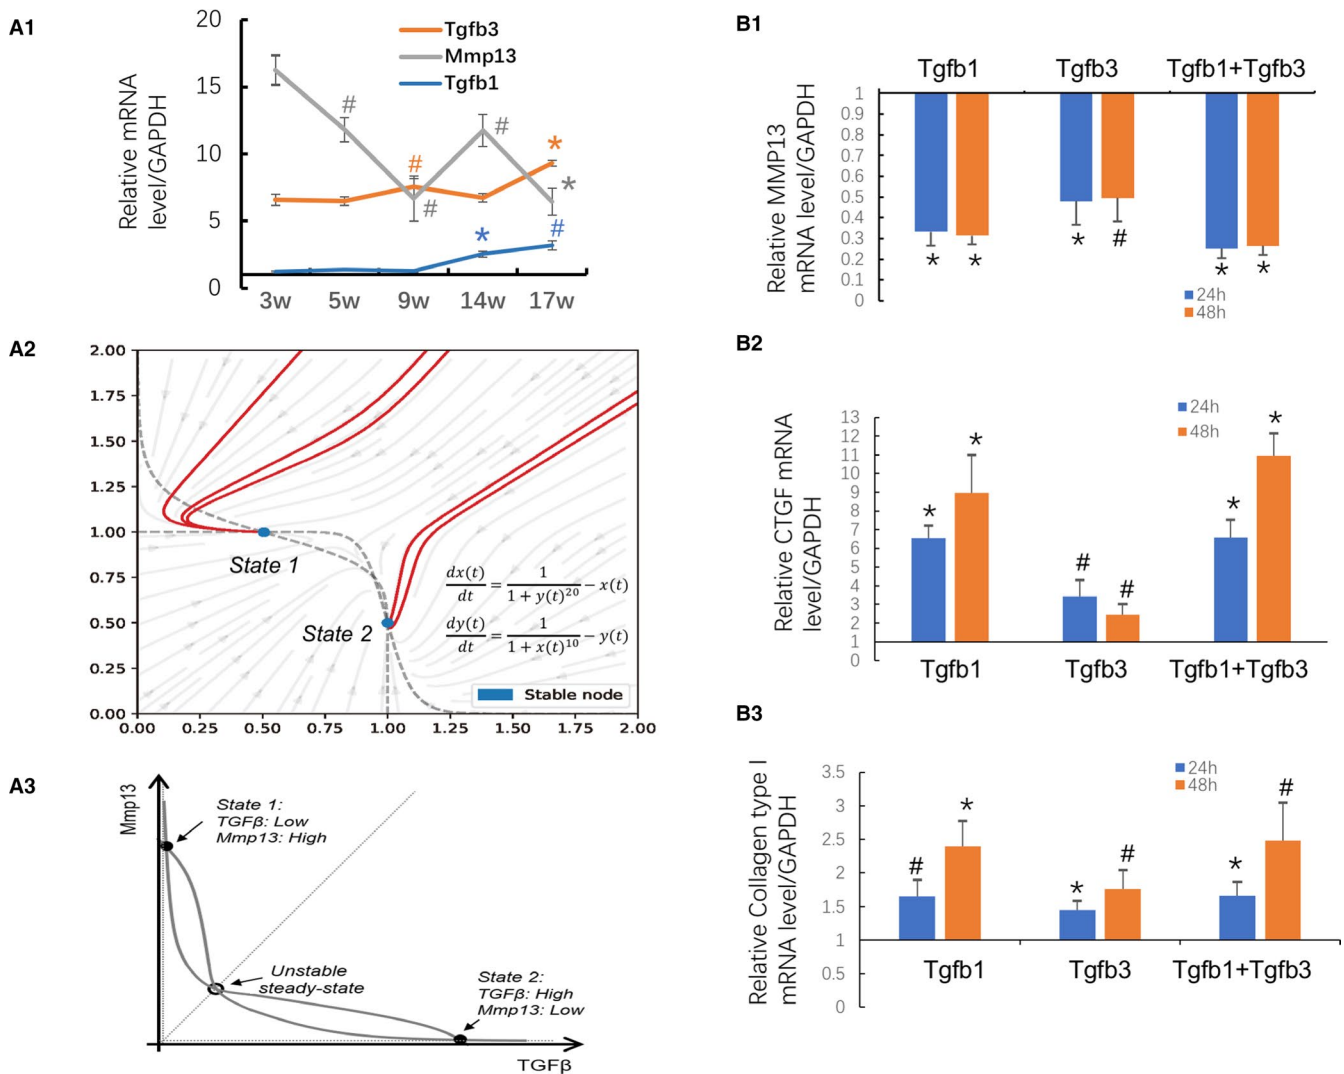 A1
20
15
10
5
0
Relative mRNA
level/GAPDH
Tgfb3
Mmp13
Tgfb1
#
#
#
#
*
*
*
#
3w 5w 9w 14w 17w
A2
2.00
1.75
1.50
1.25
1.00
0.75
0.50
0.25
0.00
0.00 0.25 0.50 0.75 1.00 1.25 1.50 1.75 2.00
State 1
State 2
dx(t)/dt = 1/(1 + y(t)^20) − x(t)
dy(t)/dt = 1/(1 + x(t)^10) − y(t)
Stable node
A3
Mmp13
State 1:
TGFβ: Low
Mmp13: High
Unstable
steady-state
State 2:
TGFβ: High
Mmp13: Low
TGFβ
B1
Tgfb1 Tgfb3 Tgfb1+Tgfb3
Relative MMP13
mRNA level/GAPDH
1
0.9
0.8
0.7
0.6
0.5
0.4
0.3
0.2
0.1
0
* * * # * *
24h
48h
B2
Relative CTGF mRNA
level/GAPDH
13
12
11
10
9
8
7
6
5
4
3
2
1
0
24h
48h
* * # # * *
Tgfb1 Tgfb3 Tgfb1+Tgfb3
B3
Relative Collagen type I
mRNA level/GAPDH
3.5
3
2.5
2
1.5
1
0.5
0
24h
48h
# * * # * #
Tgfb1 Tgfb3 Tgfb1+Tgfb3